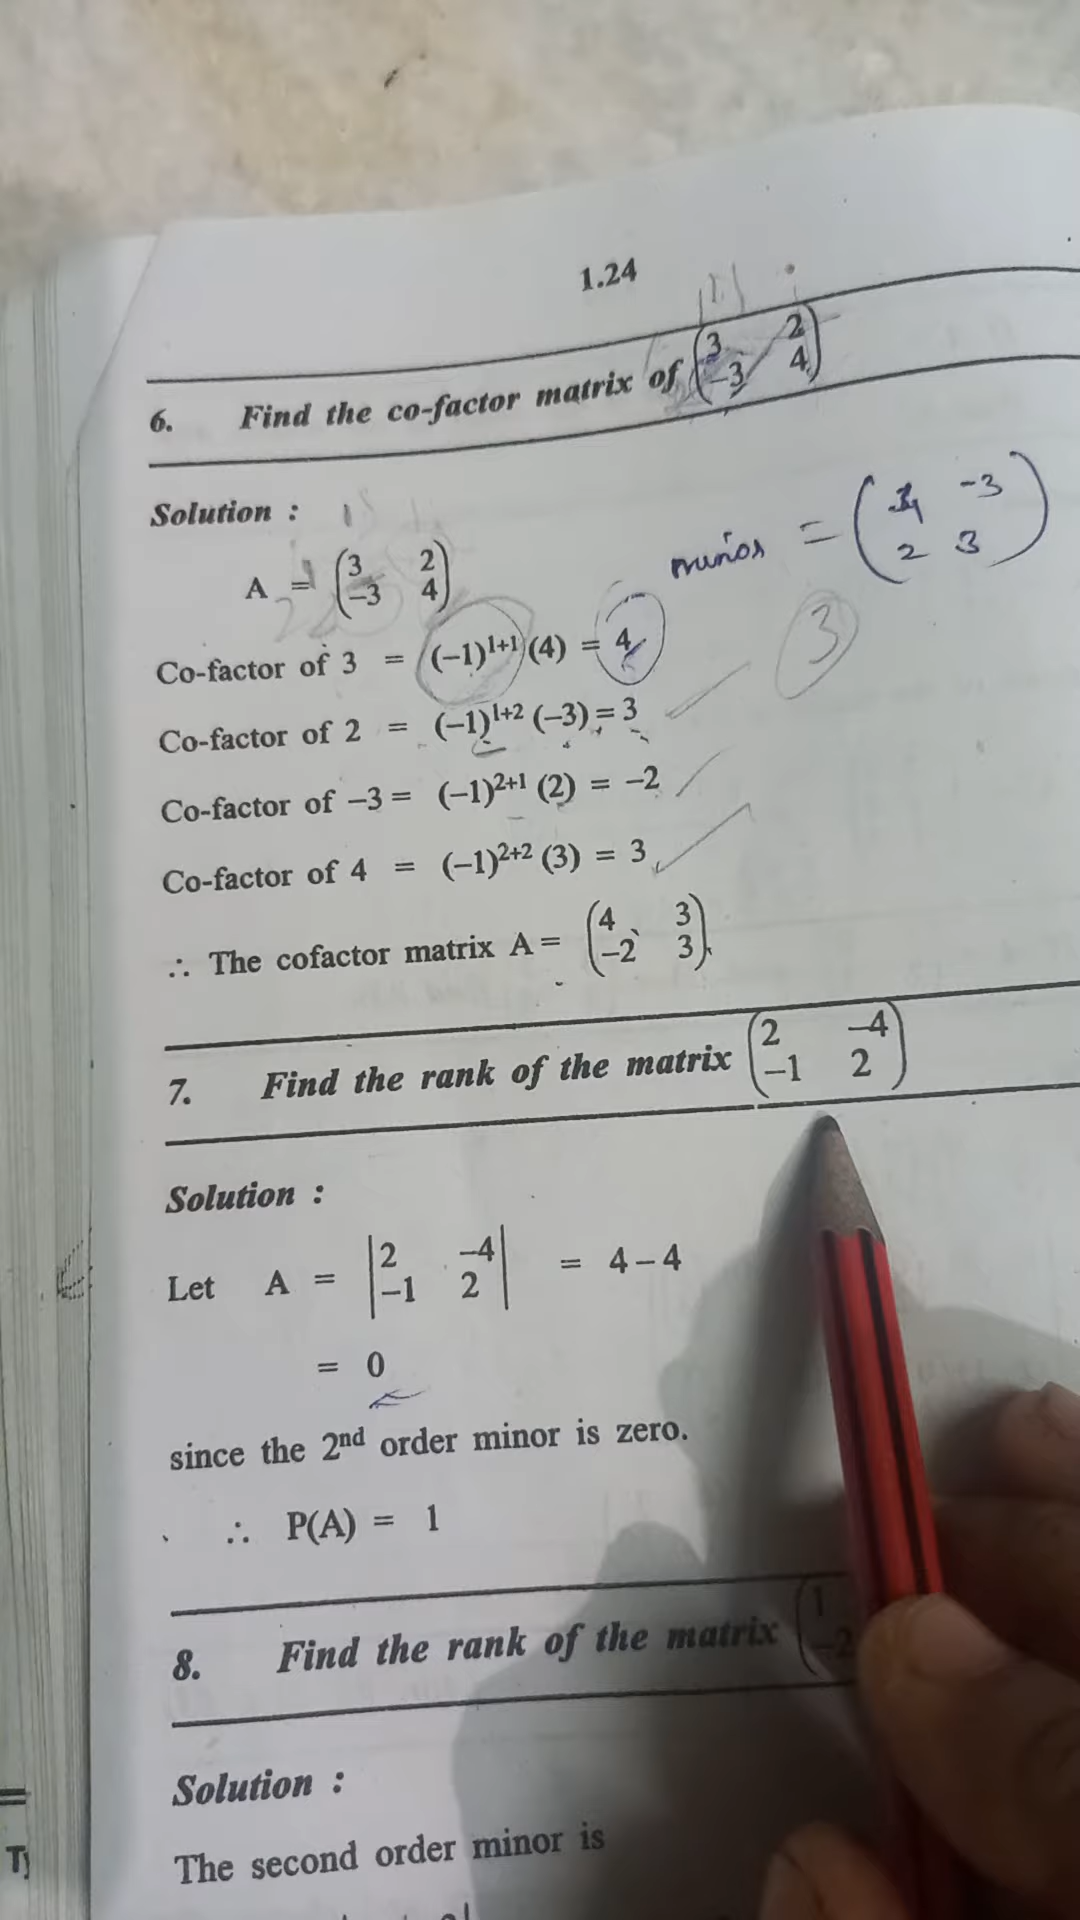 1.24
6. Find the co-factor matrix of (3 2
-3 4)
Solution :
A = (3 2
-3 4)
minors = (4 -3
2 3)
Co-factor of 3 = (–1)¹⁺¹ (4) = 4
3
Co-factor of 2 = (–1)¹⁺² (–3) = 3
Co-factor of –3 = (–1)²⁺¹ (2) = –2
Co-factor of 4 = (–1)²⁺² (3) = 3
∴ The cofactor matrix A = (4 3
–2 3).
7. Find the rank of the matrix (2 –4
–1 2)
Solution :
Let A = |2 –4
–1 2| = 4 – 4
= 0
since the 2nd order minor is zero.
∴ P(A) = 1
8. Find the rank of the matrix (1
–2
Solution :
The second order minor is